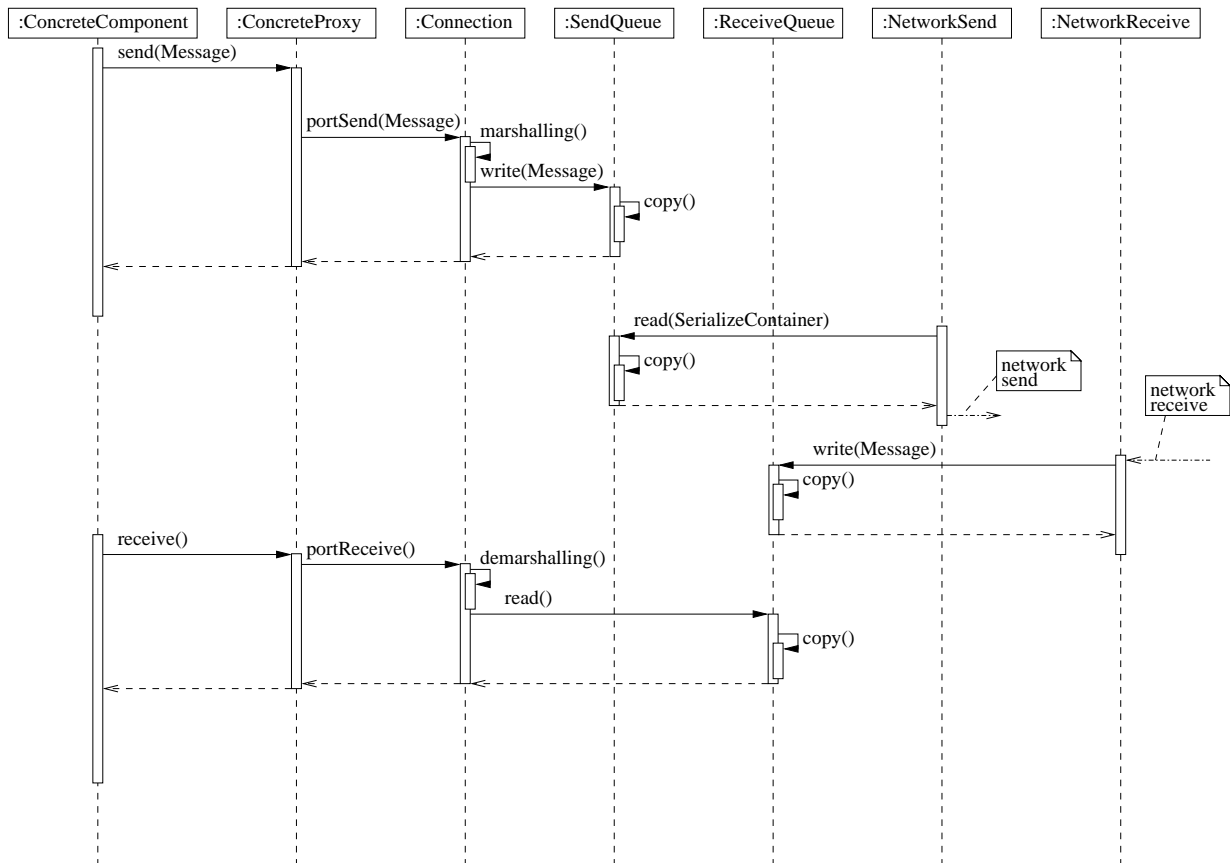 :ConcreteComponent
:ConcreteProxy
:Connection
:SendQueue
:ReceiveQueue
:NetworkSend
:NetworkReceive
send(Message)
portSend(Message)
marshalling()
write(Message)
copy()
read(SerializeContainer)
copy()
network
send
network
receive
write(Message)
copy()
receive()
portReceive()
demarshalling()
read()
copy()